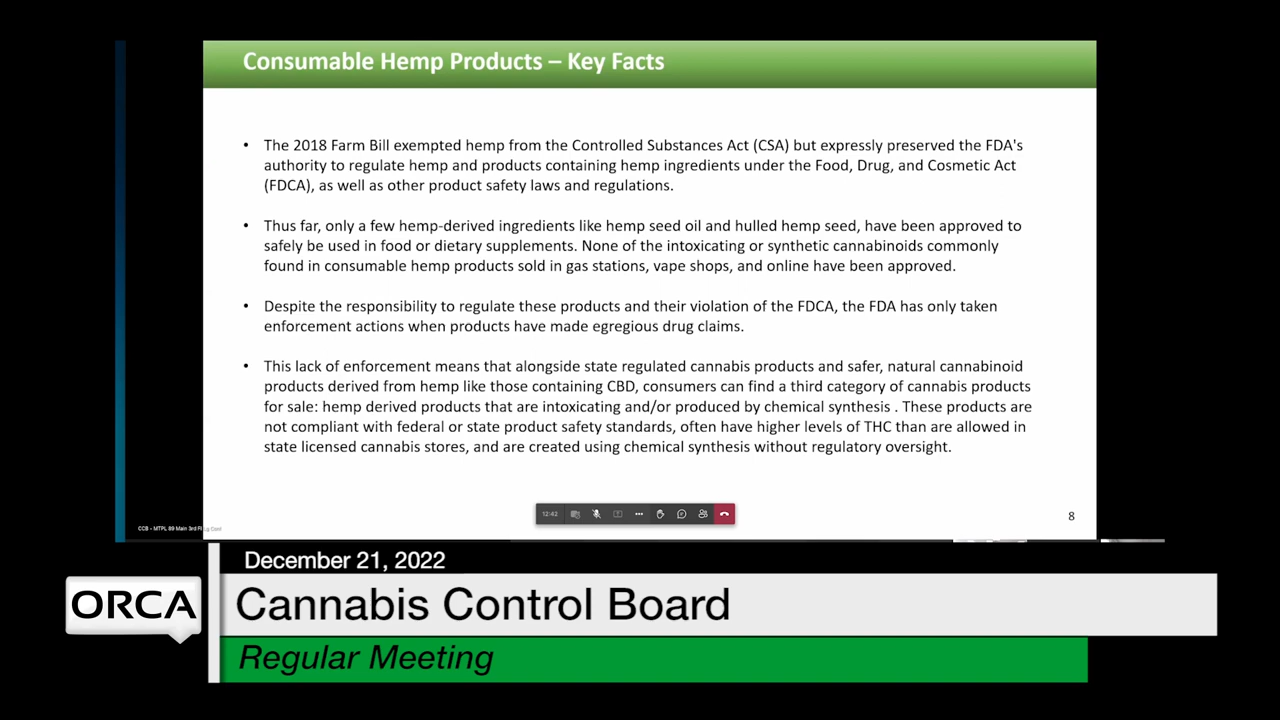 Consumable Hemp Products – Key Facts
• The 2018 Farm Bill exempted hemp from the Controlled Substances Act (CSA) but expressly preserved the FDA's
authority to regulate hemp and products containing hemp ingredients under the Food, Drug, and Cosmetic Act
(FDCA), as well as other product safety laws and regulations.
• Thus far, only a few hemp-derived ingredients like hemp seed oil and hulled hemp seed, have been approved to
safely be used in food or dietary supplements. None of the intoxicating or synthetic cannabinoids commonly
found in consumable hemp products sold in gas stations, vape shops, and online have been approved.
• Despite the responsibility to regulate these products and their violation of the FDCA, the FDA has only taken
enforcement actions when products have made egregious drug claims.
• This lack of enforcement means that alongside state regulated cannabis products and safer, natural cannabinoid
products derived from hemp like those containing CBD, consumers can find a third category of cannabis products
for sale: hemp derived products that are intoxicating and/or produced by chemical synthesis . These products are
not compliant with federal or state product safety standards, often have higher levels of THC than are allowed in
state licensed cannabis stores, and are created using chemical synthesis without regulatory oversight.
12:42
8
CCB - MTPL 89 Main 3rd
December 21, 2022
ORCA
Cannabis Control Board
Regular Meeting